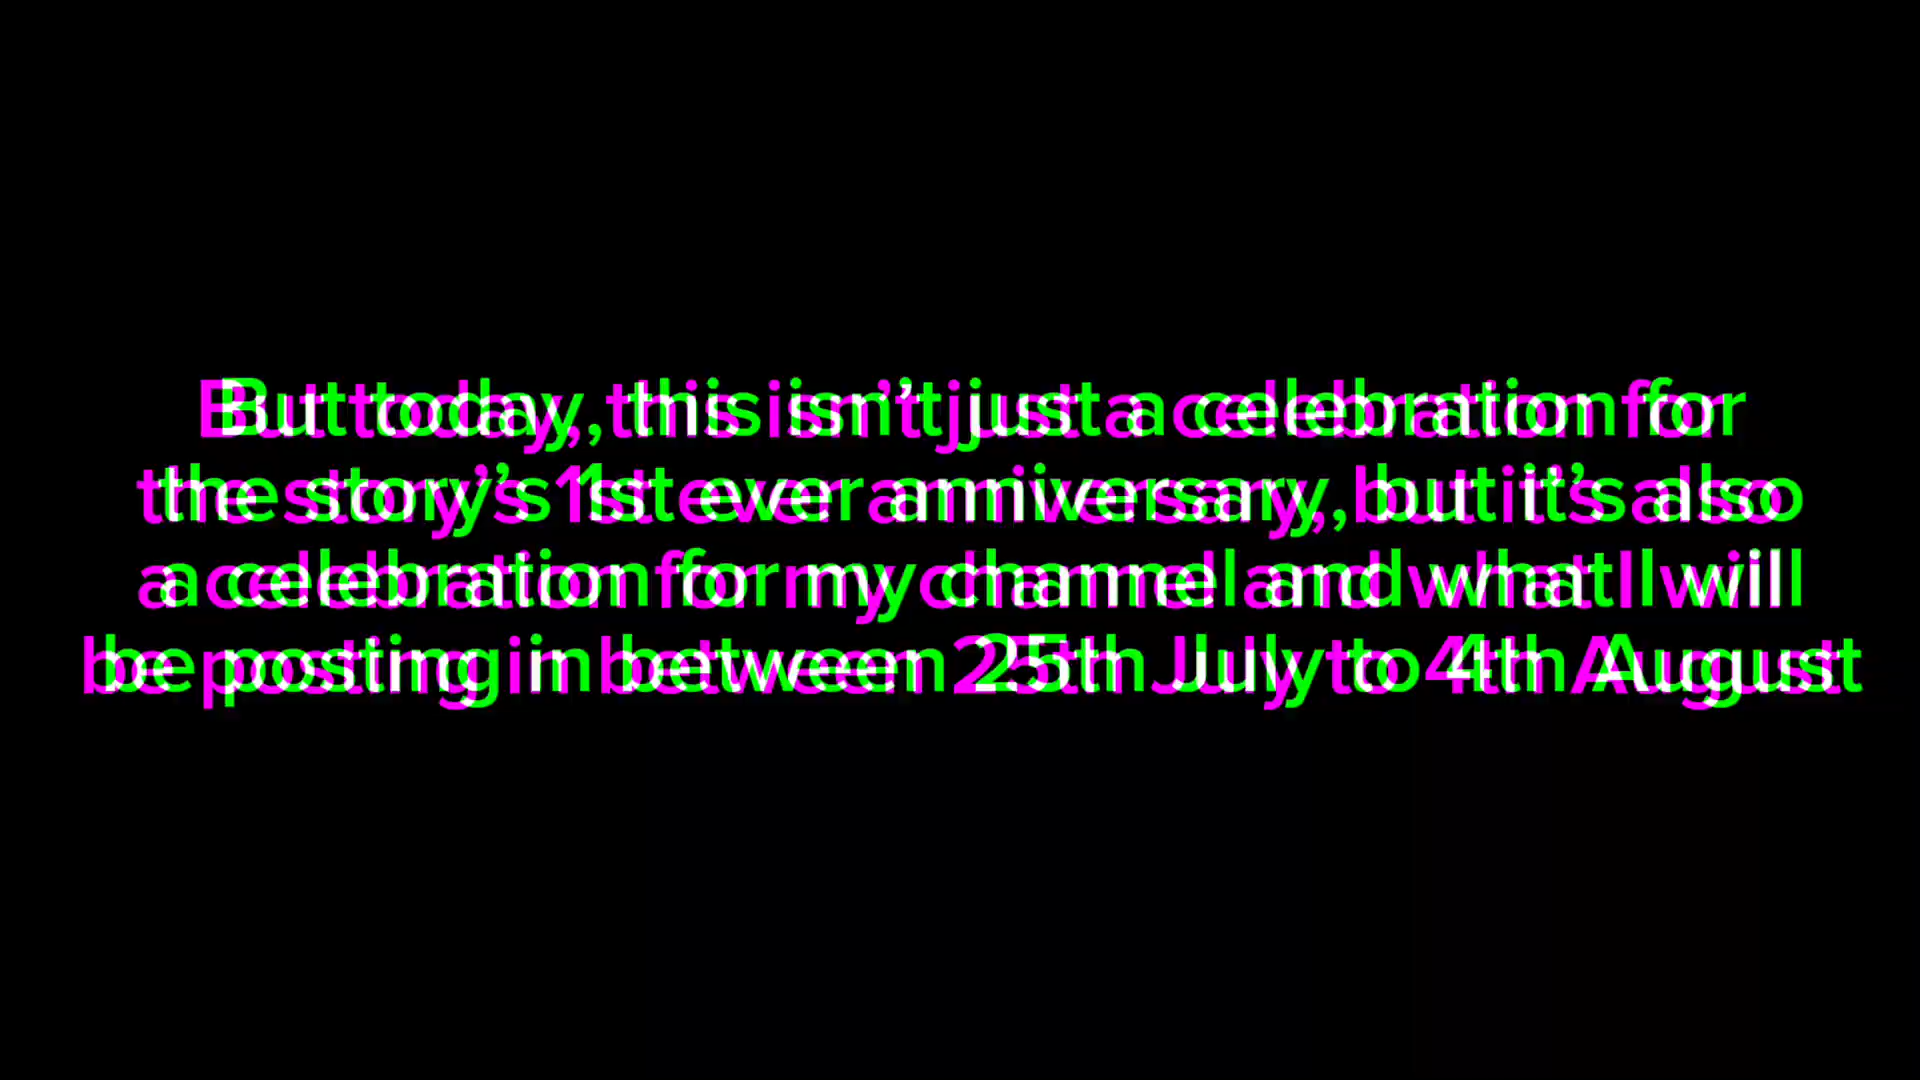 But today, this isn’t just a celebration for
the story’s 1st ever anniversary, but it’s also
a celebration for my channel and what I will
be posting in between 25th July to 4th August